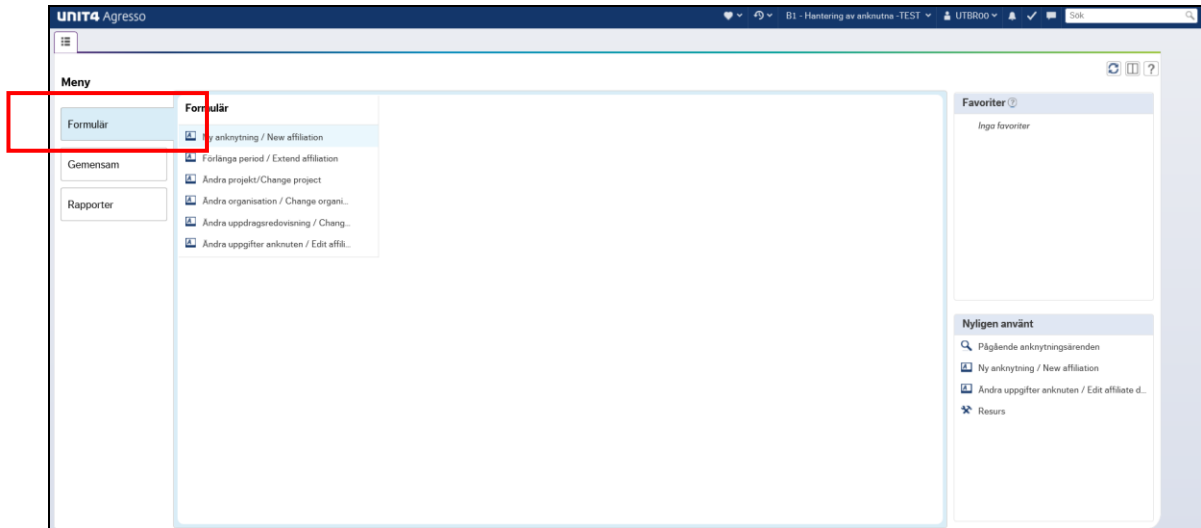 UNIT4 Agresso
B1 - Hantering av anknutna -TEST
UTBR00
Sök
Meny
Formulär
Gemensam
Rapporter
Formulär
Ny anknytning / New affiliation
Förlänga period / Extend affiliation
Ändra projekt/Change project
Ändra organisation / Change organi...
Ändra uppdragsredovisning / Chang...
Ändra uppgifter anknuten / Edit affili...
Favoriter ?
Inga favoriter
Nyligen använt
Pågående anknytningsärenden
Ny anknytning / New affiliation
Ändra uppgifter anknuten / Edit affiliate d...
Resurs